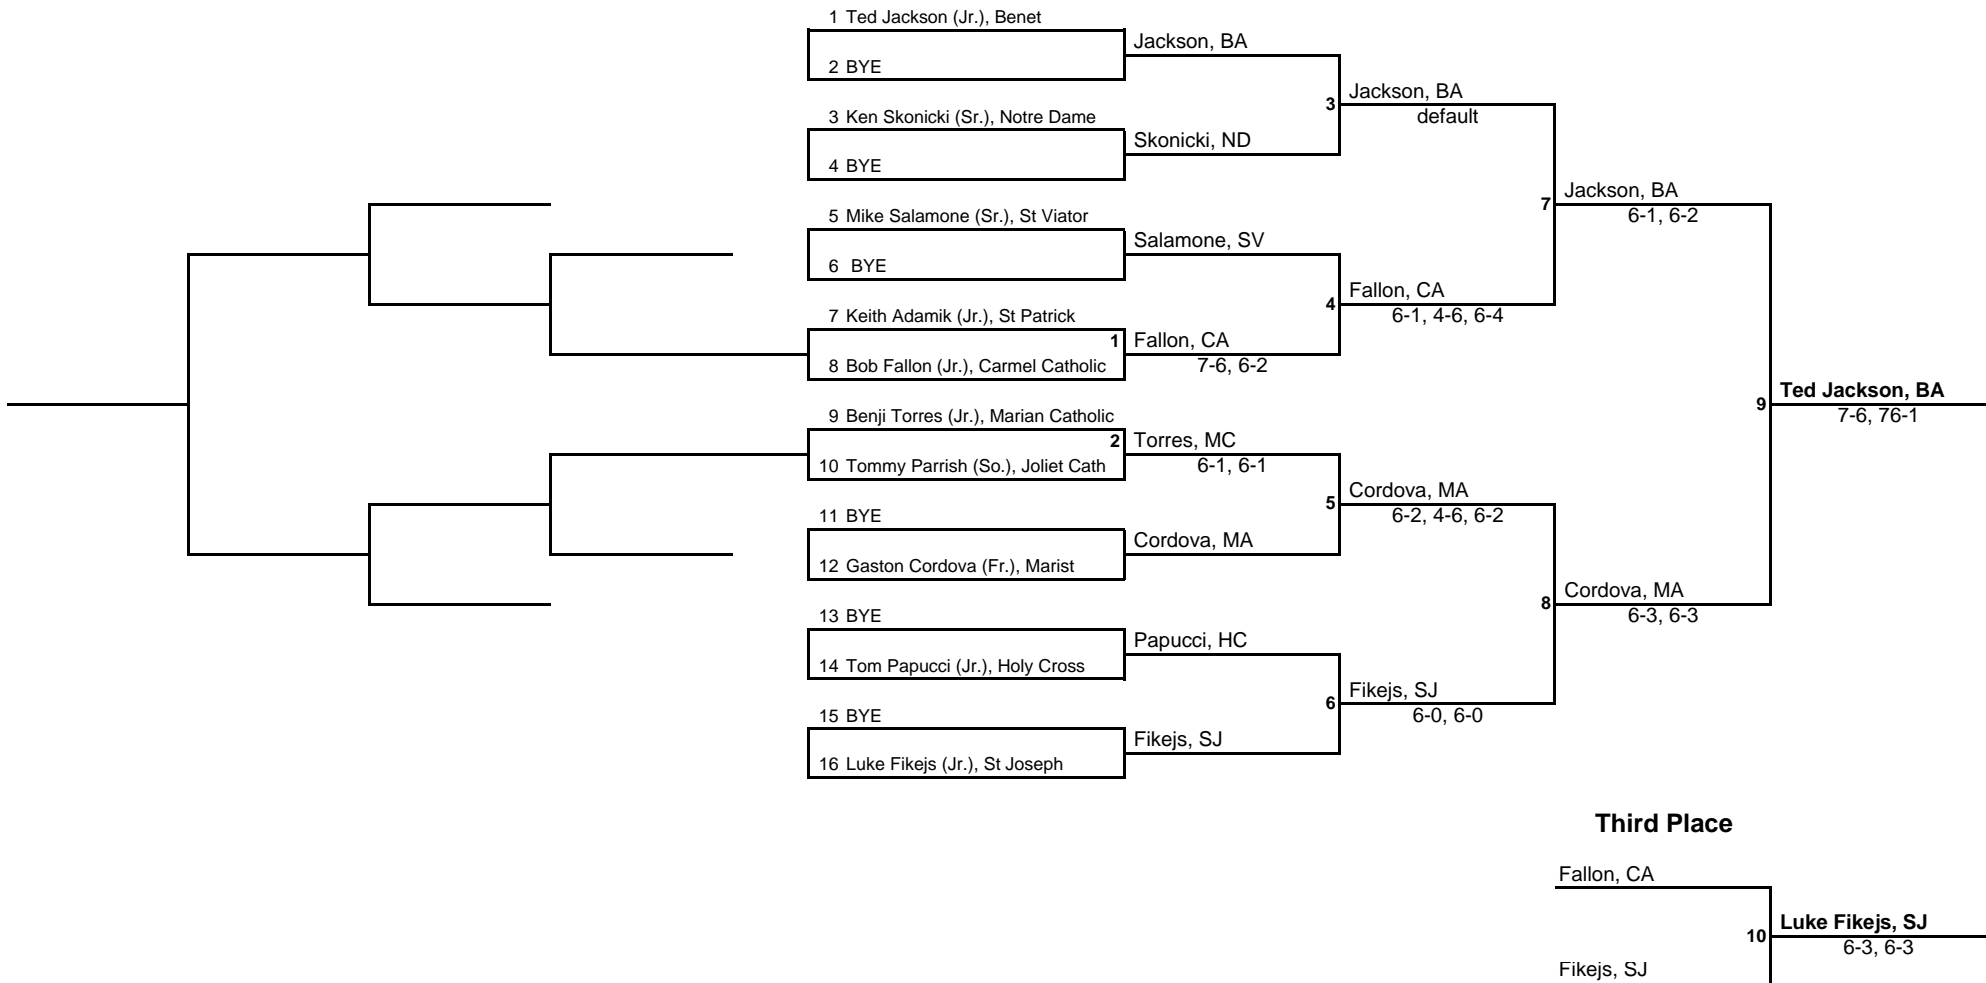 1 Ted Jackson (Jr.), Benet
Jackson, BA
2 BYE
3 Jackson, BA
default
3 Ken Skonicki (Sr.), Notre Dame
Skonicki, ND
4 BYE
7 Jackson, BA
6-1, 6-2
5 Mike Salamone (Sr.), St Viator
Salamone, SV
6 BYE
4 Fallon, CA
6-1, 4-6, 6-4
7 Keith Adamik (Jr.), St Patrick
1 Fallon, CA
7-6, 6-2
8 Bob Fallon (Jr.), Carmel Catholic
9 Ted Jackson, BA
7-6, 76-1
9 Benji Torres (Jr.), Marian Catholic
2 Torres, MC
6-1, 6-1
10 Tommy Parrish (So.), Joliet Cath
5 Cordova, MA
6-2, 4-6, 6-2
11 BYE
Cordova, MA
12 Gaston Cordova (Fr.), Marist
8 Cordova, MA
6-3, 6-3
13 BYE
Papucci, HC
14 Tom Papucci (Jr.), Holy Cross
6 Fikejs, SJ
6-0, 6-0
15 BYE
Fikejs, SJ
16 Luke Fikejs (Jr.), St Joseph
Third Place
Fallon, CA
10 Luke Fikejs, SJ
6-3, 6-3
Fikejs, SJ